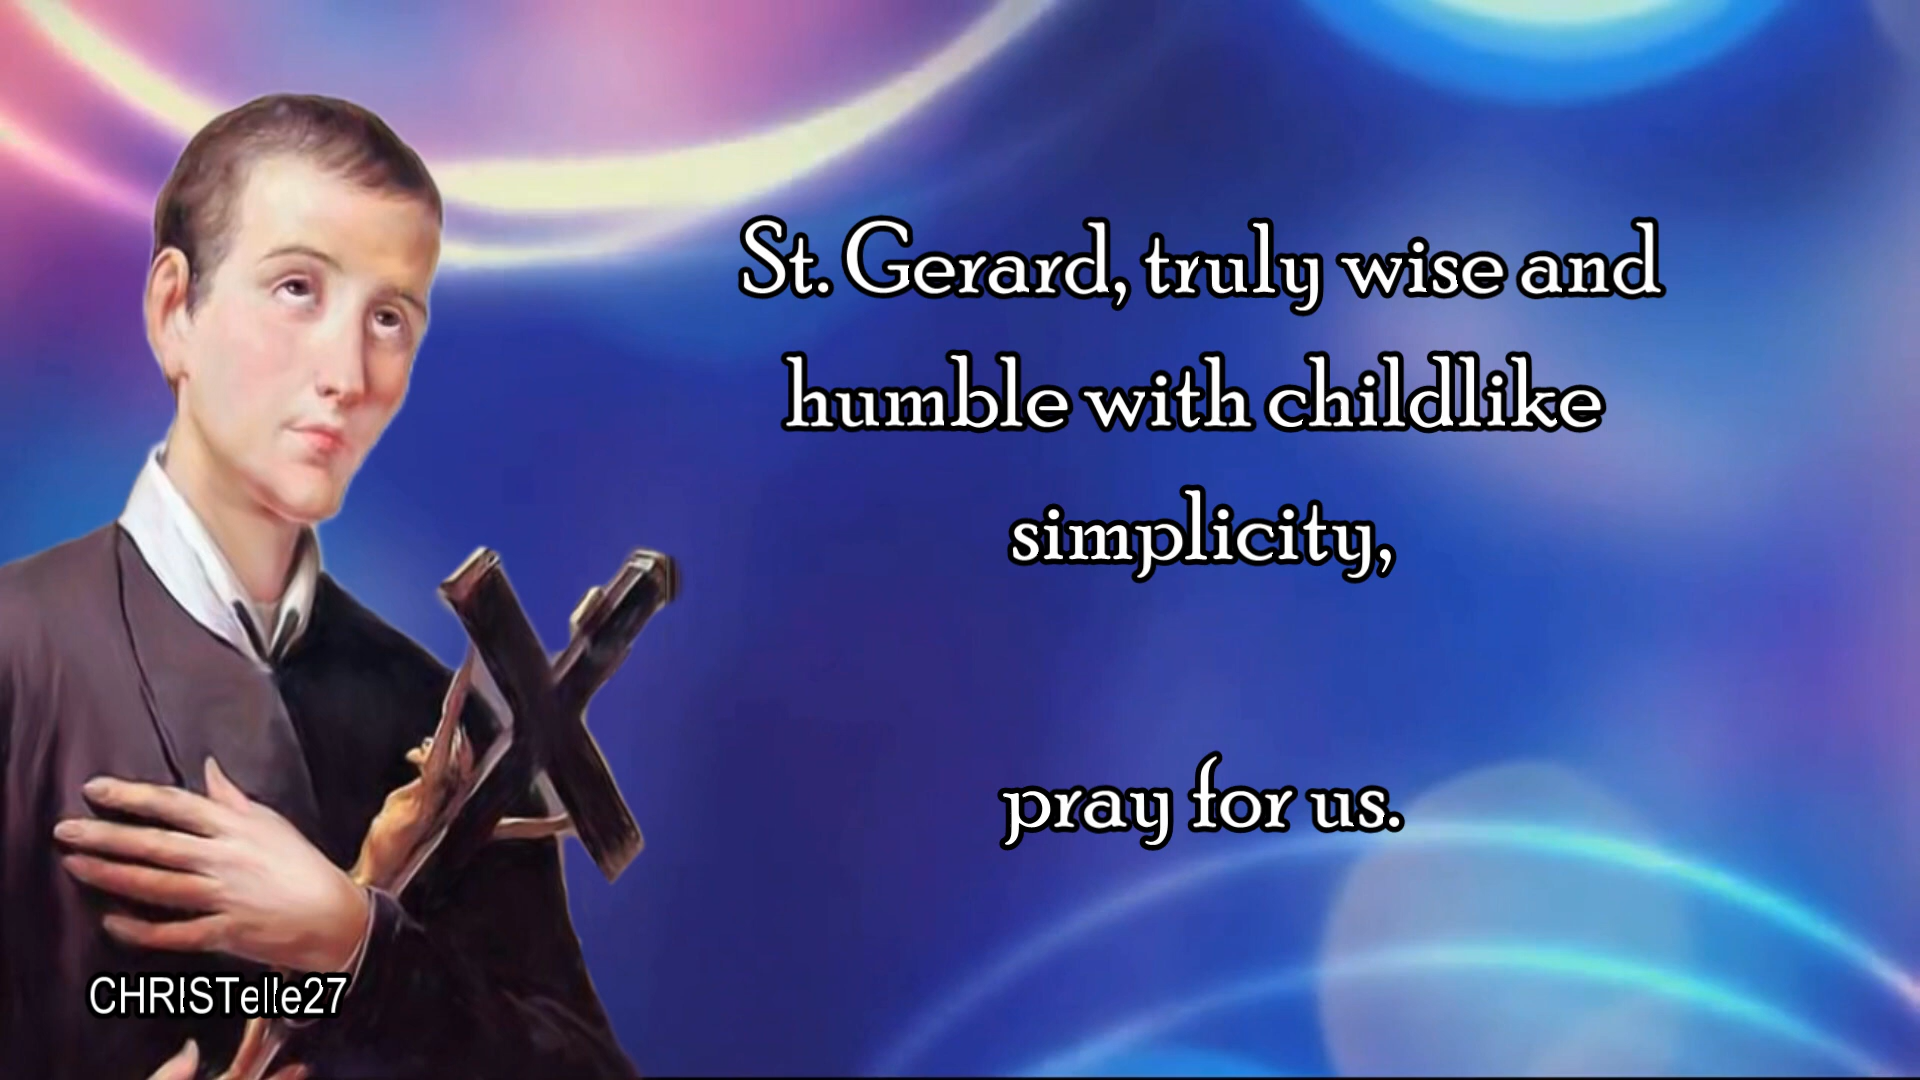 St. Gerard, truly wise and
humble with childlike
simplicity,
pray for us.
CHRISTelle27